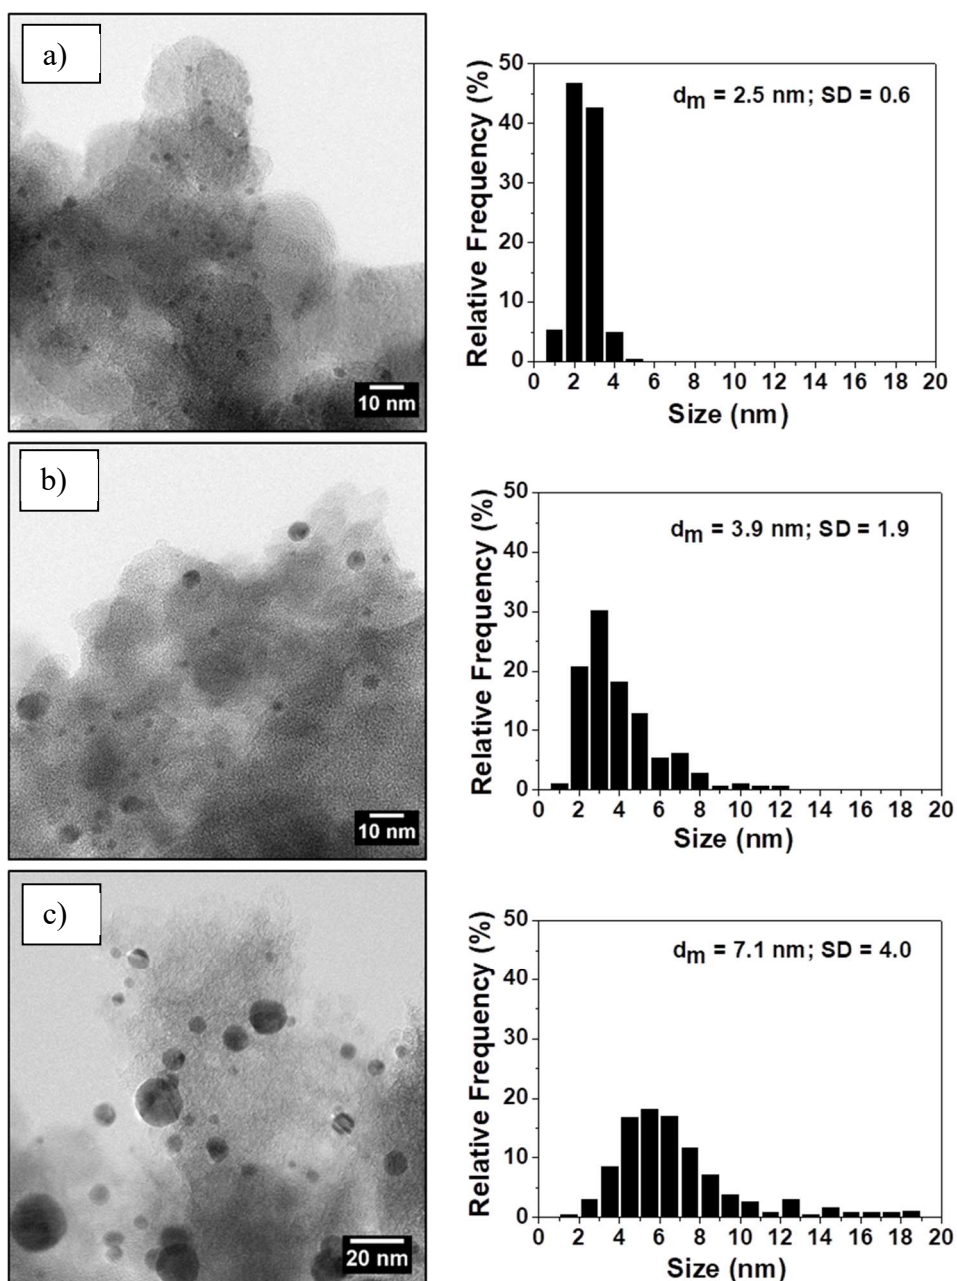 a)
10 nm
Relative Frequency (%)
50
40
30
20
10
0
dm = 2.5 nm; SD = 0.6
0 2 4 6 8 10 12 14 16 18 20
Size (nm)
b)
10 nm
Relative Frequency (%)
50
40
30
20
10
0
dm = 3.9 nm; SD = 1.9
0 2 4 6 8 10 12 14 16 18 20
Size (nm)
c)
20 nm
Relative Frequency (%)
50
40
30
20
10
0
dm = 7.1 nm; SD = 4.0
0 2 4 6 8 10 12 14 16 18 20
Size (nm)